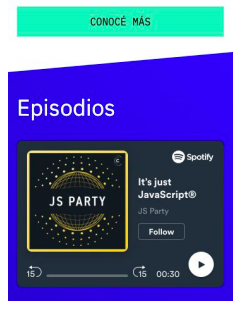 CONOCÉ MÁS
Episodios
Spotify
C
JS PARTY
It's just
JavaScript®
JS Party
Follow
15
15
00:30